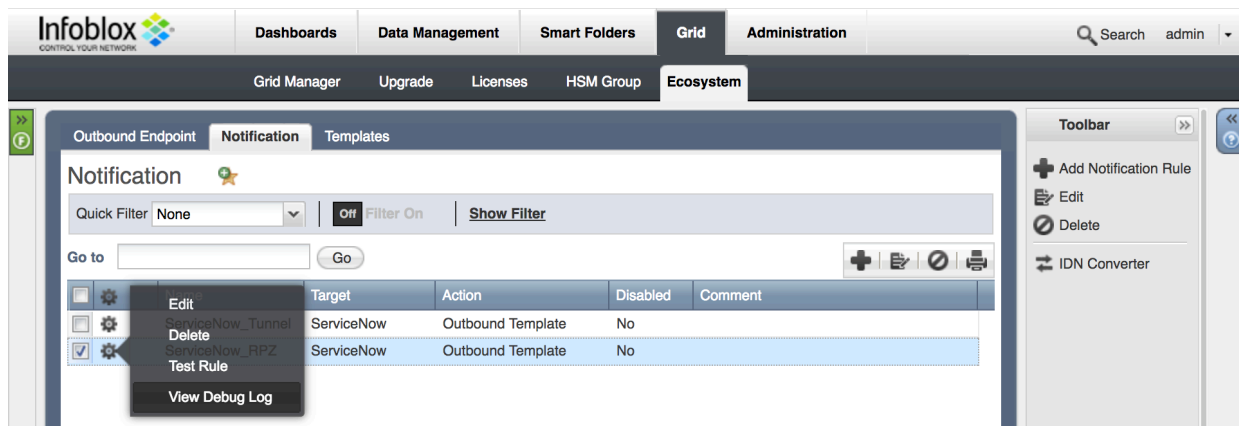 Infoblox
CONTROL YOUR NETWORK
Dashboards Data Management Smart Folders Grid Administration Search admin
Grid Manager Upgrade Licenses HSM Group Ecosystem
Outbound Endpoint Notification Templates
Notification
Quick Filter None Off Filter On Show Filter
Go to Go
Name Target Action Disabled Comment
ServiceNow_Tunnel ServiceNow Outbound Template No
ServiceNow_RPZ ServiceNow Outbound Template No
Edit
Delete
Test Rule
View Debug Log
Toolbar
Add Notification Rule
Edit
Delete
IDN Converter